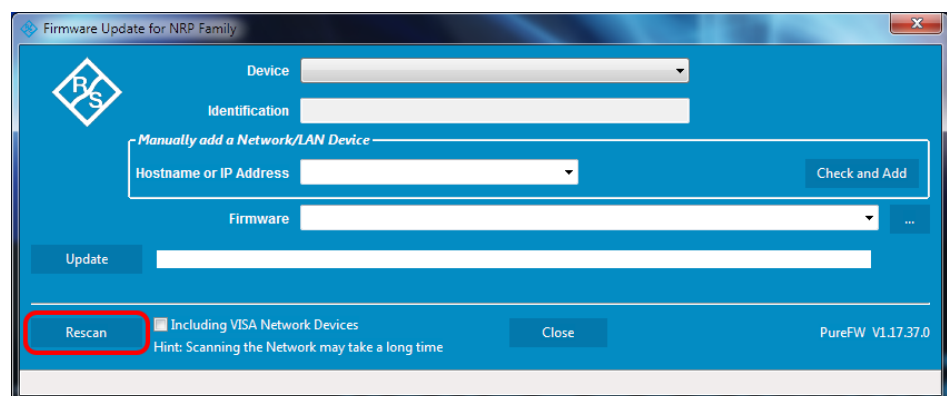 Firmware Update for NRP Family
x
R
S
Device
Identification
Manually add a Network/LAN Device
Hostname or IP Address
Check and Add
Firmware
...
Update
Rescan
Including VISA Network Devices
Hint: Scanning the Network may take a long time
Close
PureFW V1.17.37.0